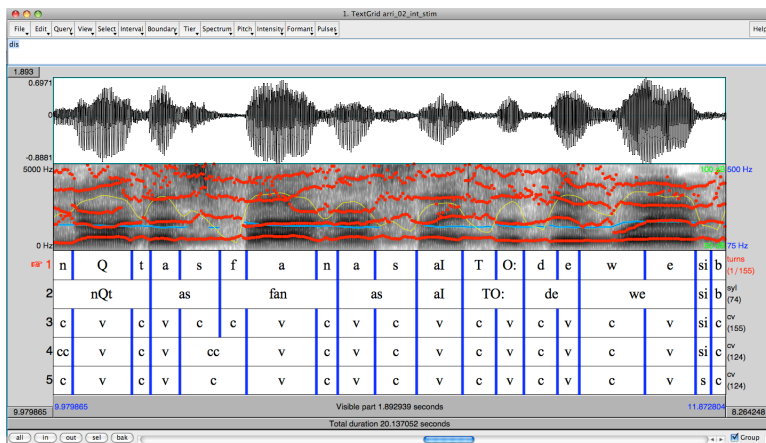 1. TextGrid arri_02_int_stim
File Edit Query View Select Interval Boundary Tier Spectrum Pitch Intensity Formant Pulses Help
dis
1.893
0.6971
0
-0.8881
5000 Hz 500 Hz
0 Hz 75 Hz
1 n Q t a s f a n a s aI T O: d e w e si b turns
(1/155)
2 nQt as fan as aI TO: de we si b syl
(74)
3 c v c v c c v c v c v c v c v c v si c cv
(155)
4 cc v c v cc v c v c v c v c v c v si c cv
(124)
5 c v c v c v c v c v c v c v c v s c cv
(124)
9.979865 11.872804
9.979865 Visible part 1.892939 seconds 8.264248
Total duration 20.137052 seconds
all in out sel bak Group